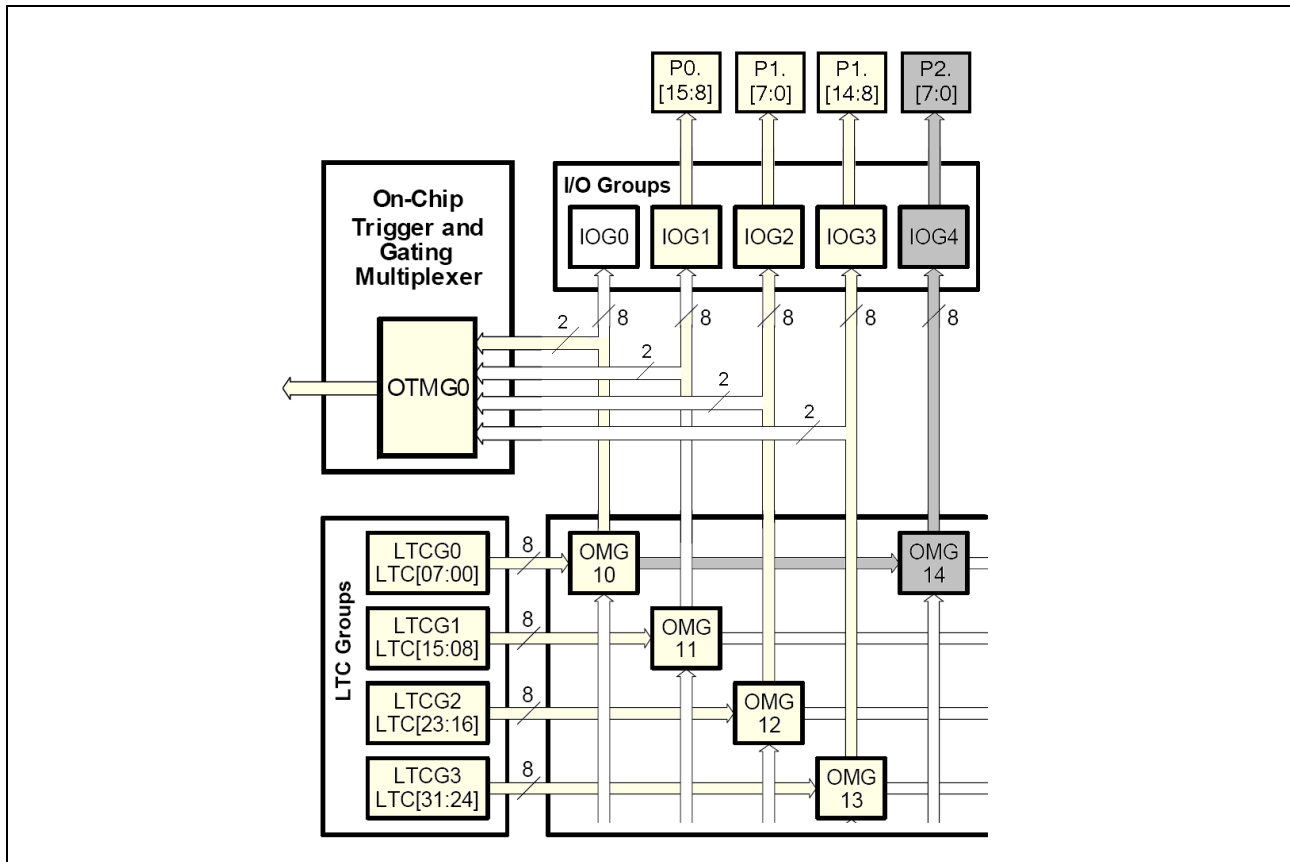 P0.
[15:8]
P1.
[7:0]
P1.
[14:8]
P2.
[7:0]
On-Chip
Trigger and
Gating
Multiplexer
I/O Groups
IOG0
IOG1
IOG2
IOG3
IOG4
2
8
8
8
8
8
2
2
2
OTMG0
LTC Groups
LTCG0
LTC[07:00]
8
OMG
10
OMG
14
LTCG1
LTC[15:08]
8
OMG
11
LTCG2
LTC[23:16]
8
OMG
12
LTCG3
LTC[31:24]
8
OMG
13